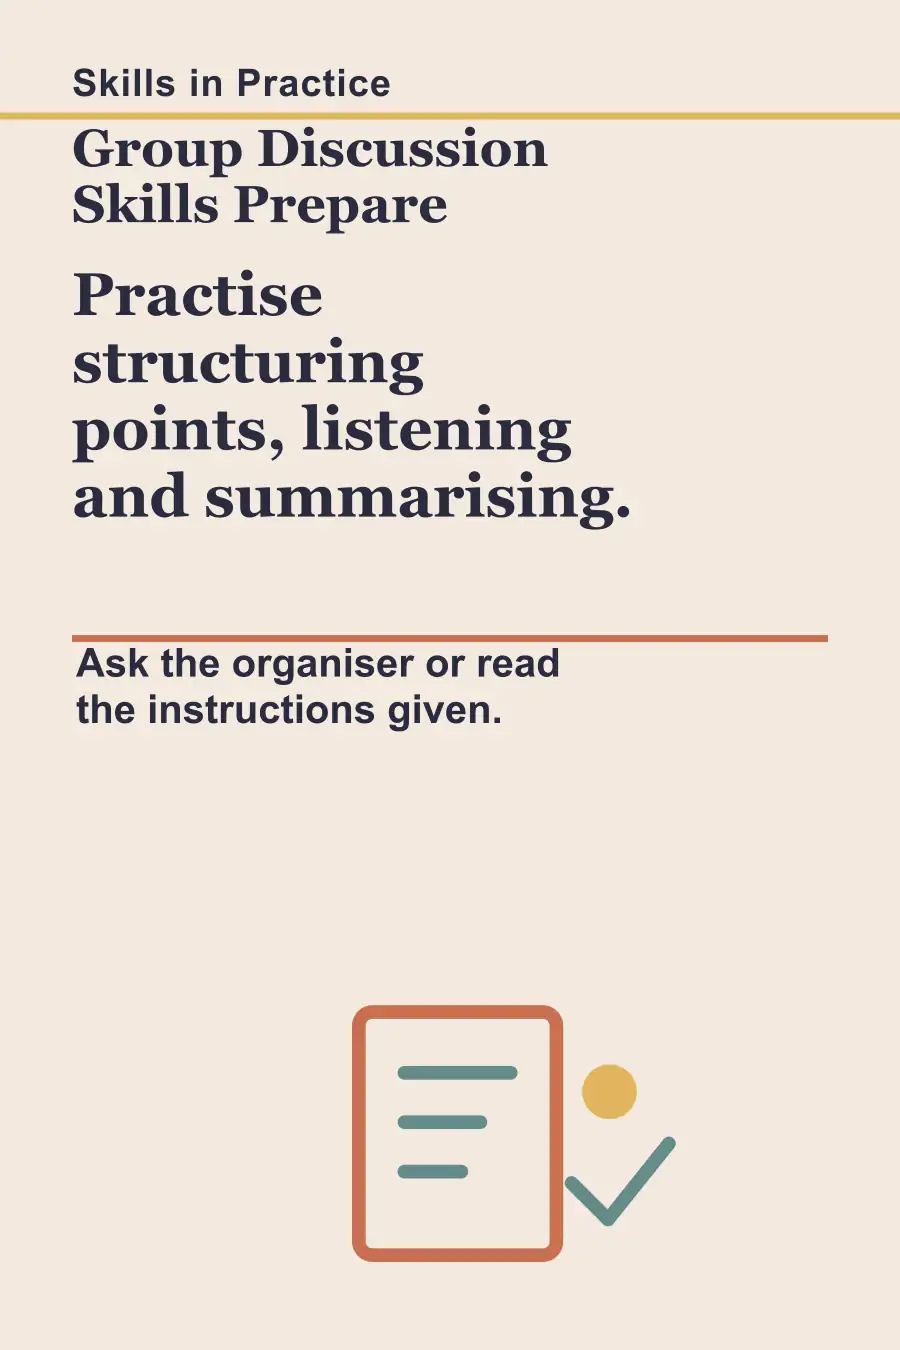 Skills in Practice
Group Discussion
Skills Prepare
Practise
structuring
points, listening
and summarising.
Ask the organiser or read
the instructions given.